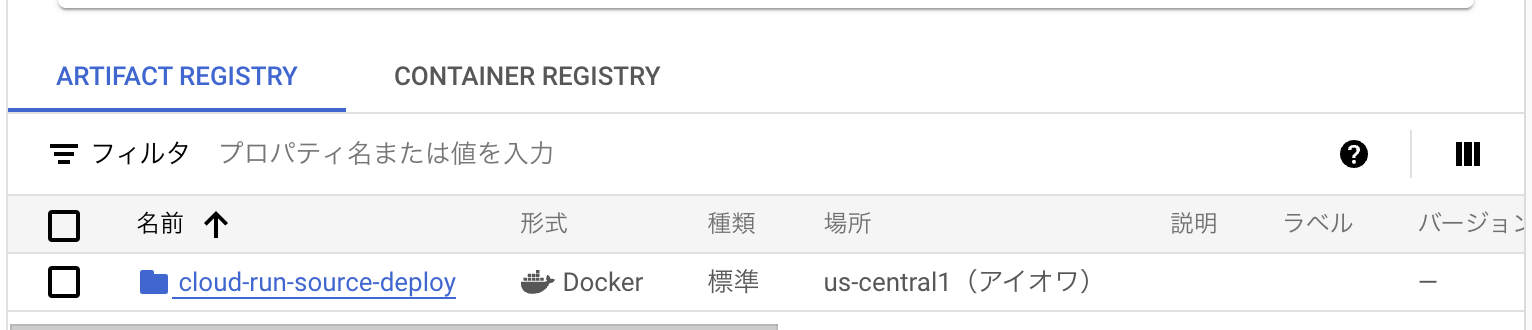 ARTIFACT REGISTRY CONTAINER REGISTRY
フィルタ プロパティ名または値を入力
名前 形式 種類 場所 説明 ラベル バージョン
cloud-run-source-deploy Docker 標準 us-central1（アイオワ） —